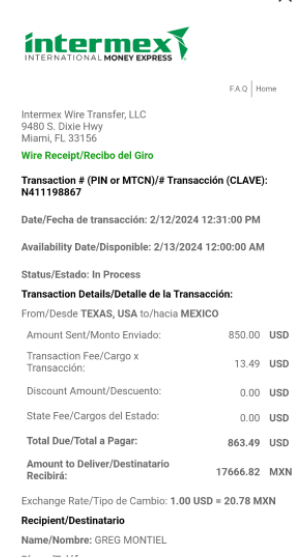 intermex
INTERNATIONAL MONEY EXPRESS
F.A.Q Home
Intermex Wire Transfer, LLC
9480 S. Dixie Hwy
Miami, FL 33156
Wire Receipt/Recibo del Giro
Transaction # (PIN or MTCN)/# Transacción (CLAVE):
N411198867
Date/Fecha de transacción: 2/12/2024 12:31:00 PM
Availability Date/Disponible: 2/13/2024 12:00:00 AM
Status/Estado: In Process
Transaction Details/Detalle de la Transacción:
From/Desde TEXAS, USA to/hacia MEXICO
Amount Sent/Monto Enviado: 850.00 USD
Transaction Fee/Cargo x
Transacción: 13.49 USD
Discount Amount/Descuento: 0.00 USD
State Fee/Cargos del Estado: 0.00 USD
Total Due/Total a Pagar: 863.49 USD
Amount to Deliver/Destinatario
Recibirá: 17666.82 MXN
Exchange Rate/Tipo de Cambio: 1.00 USD = 20.78 MXN
Recipient/Destinatario
Name/Nombre: GREG MONTIEL